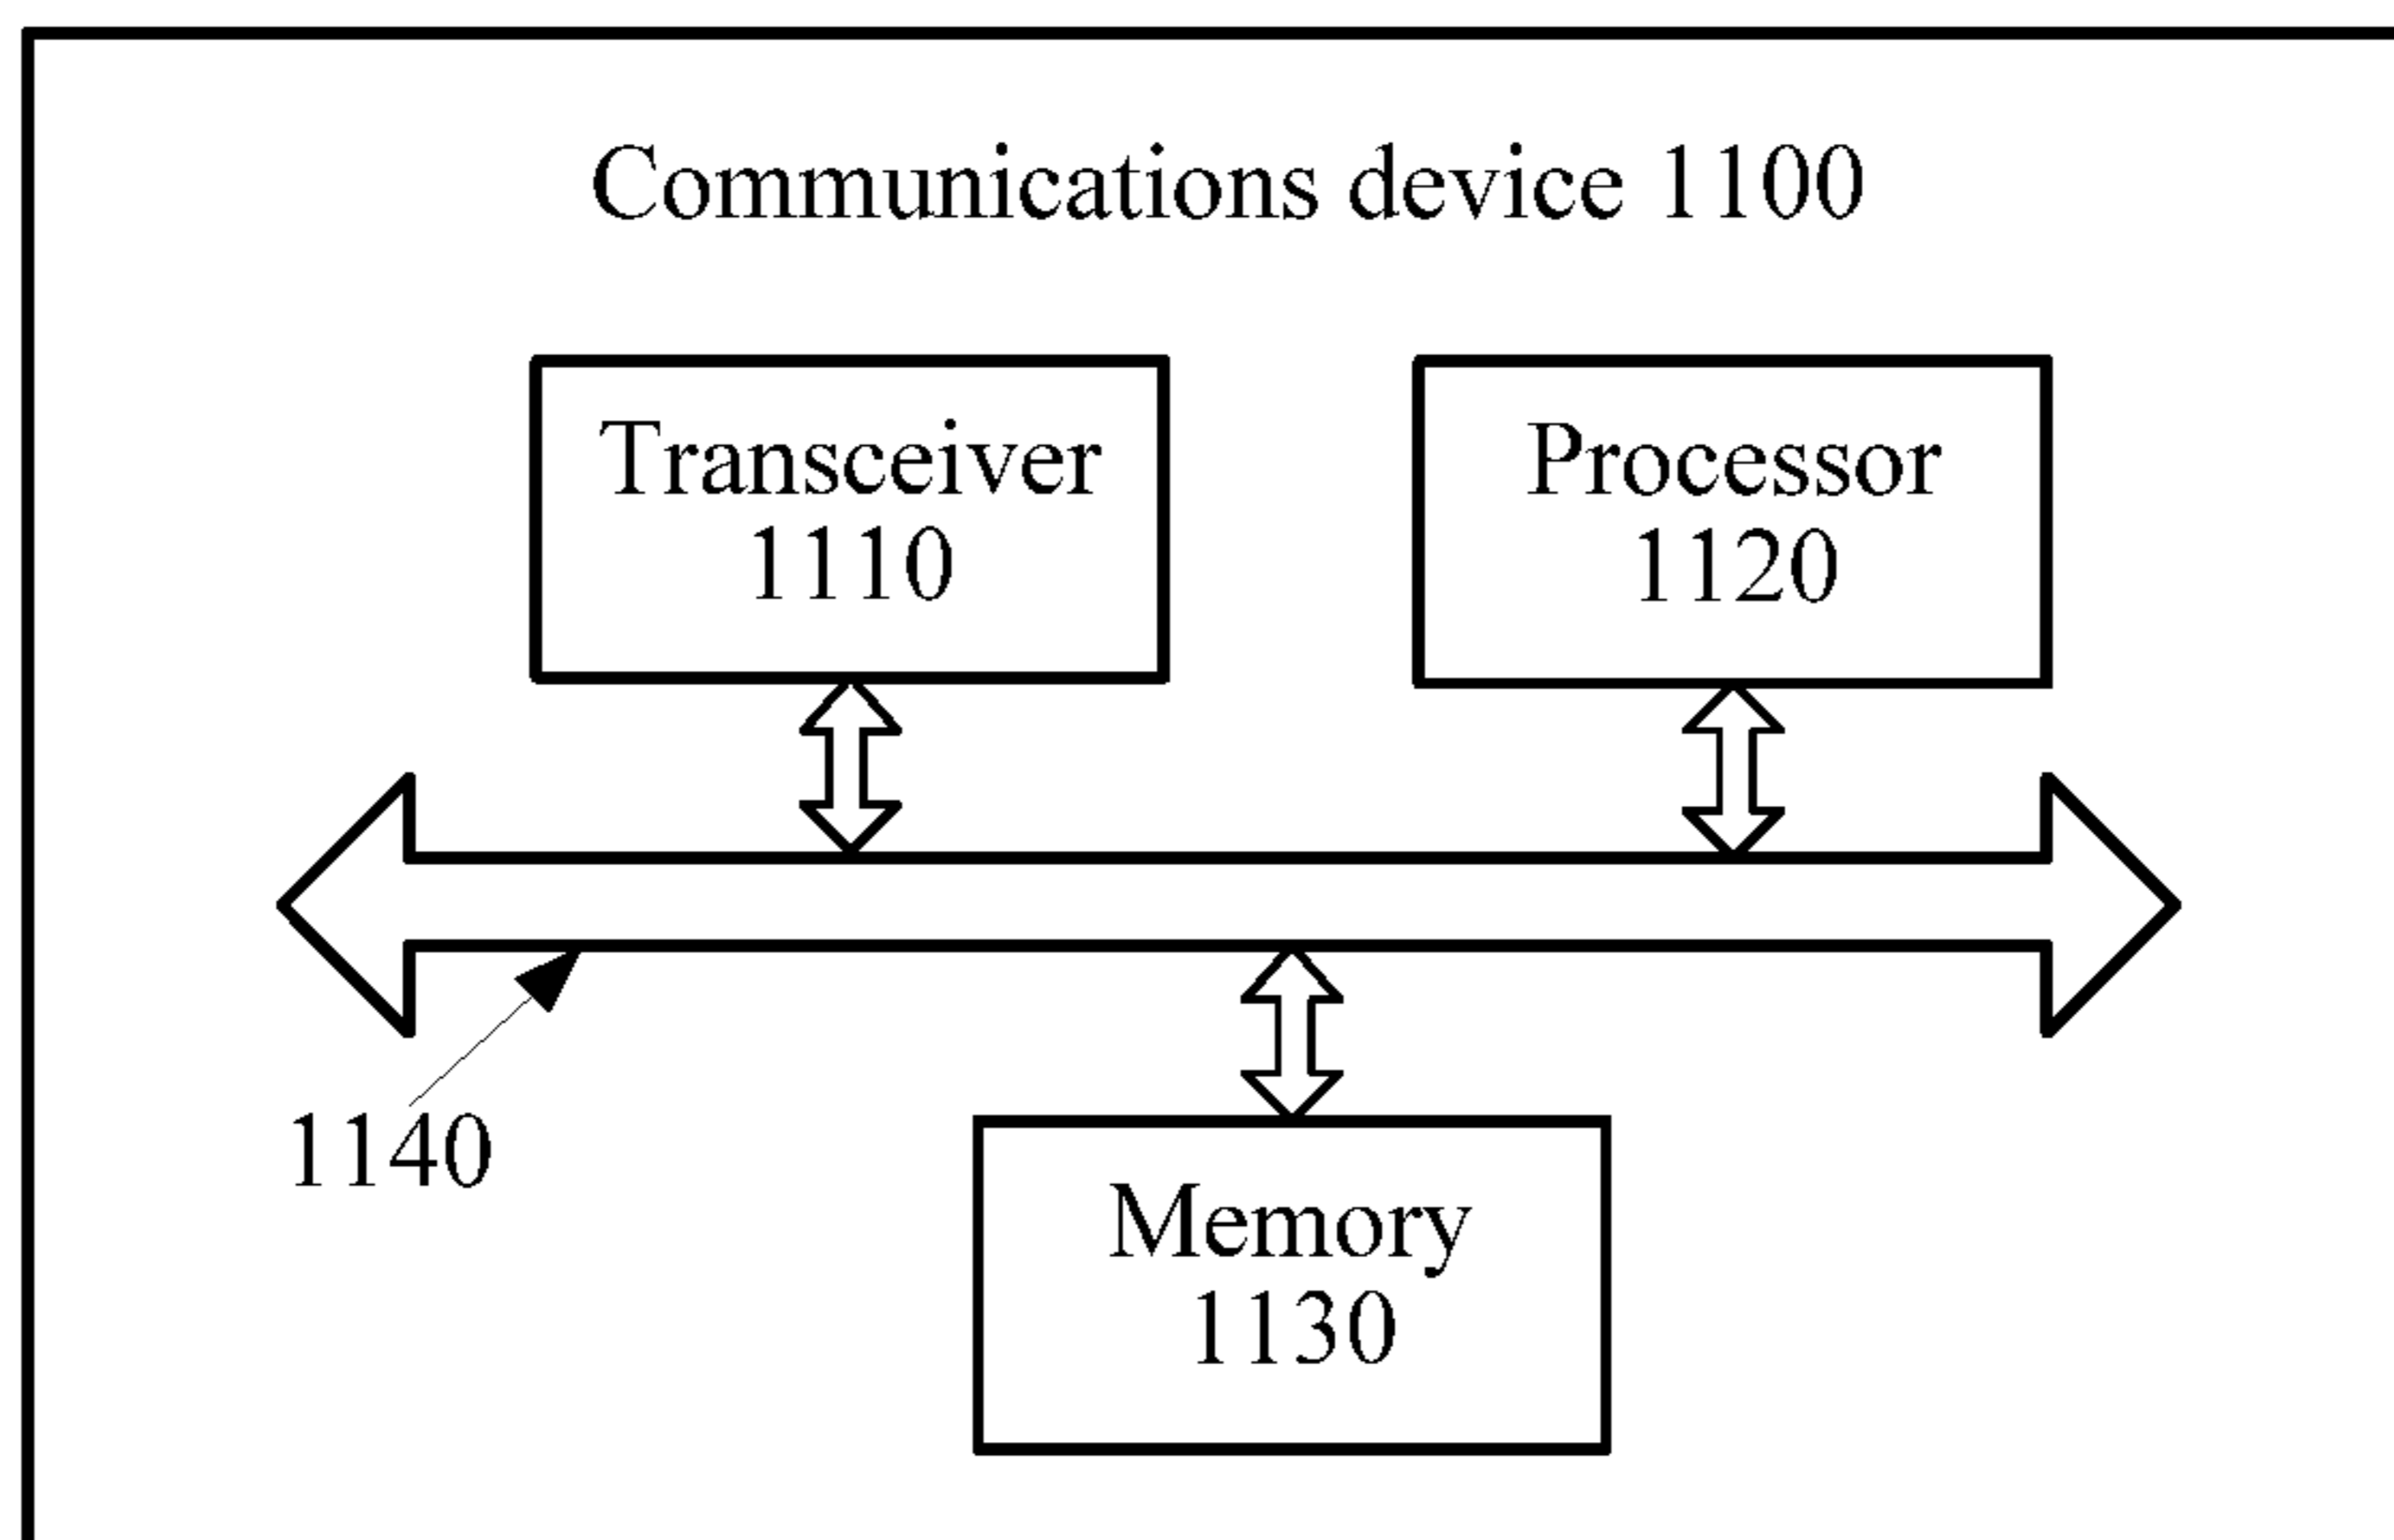 Communications device 1100
Transceiver
1110
Processor
1120
1140
Memory
1130